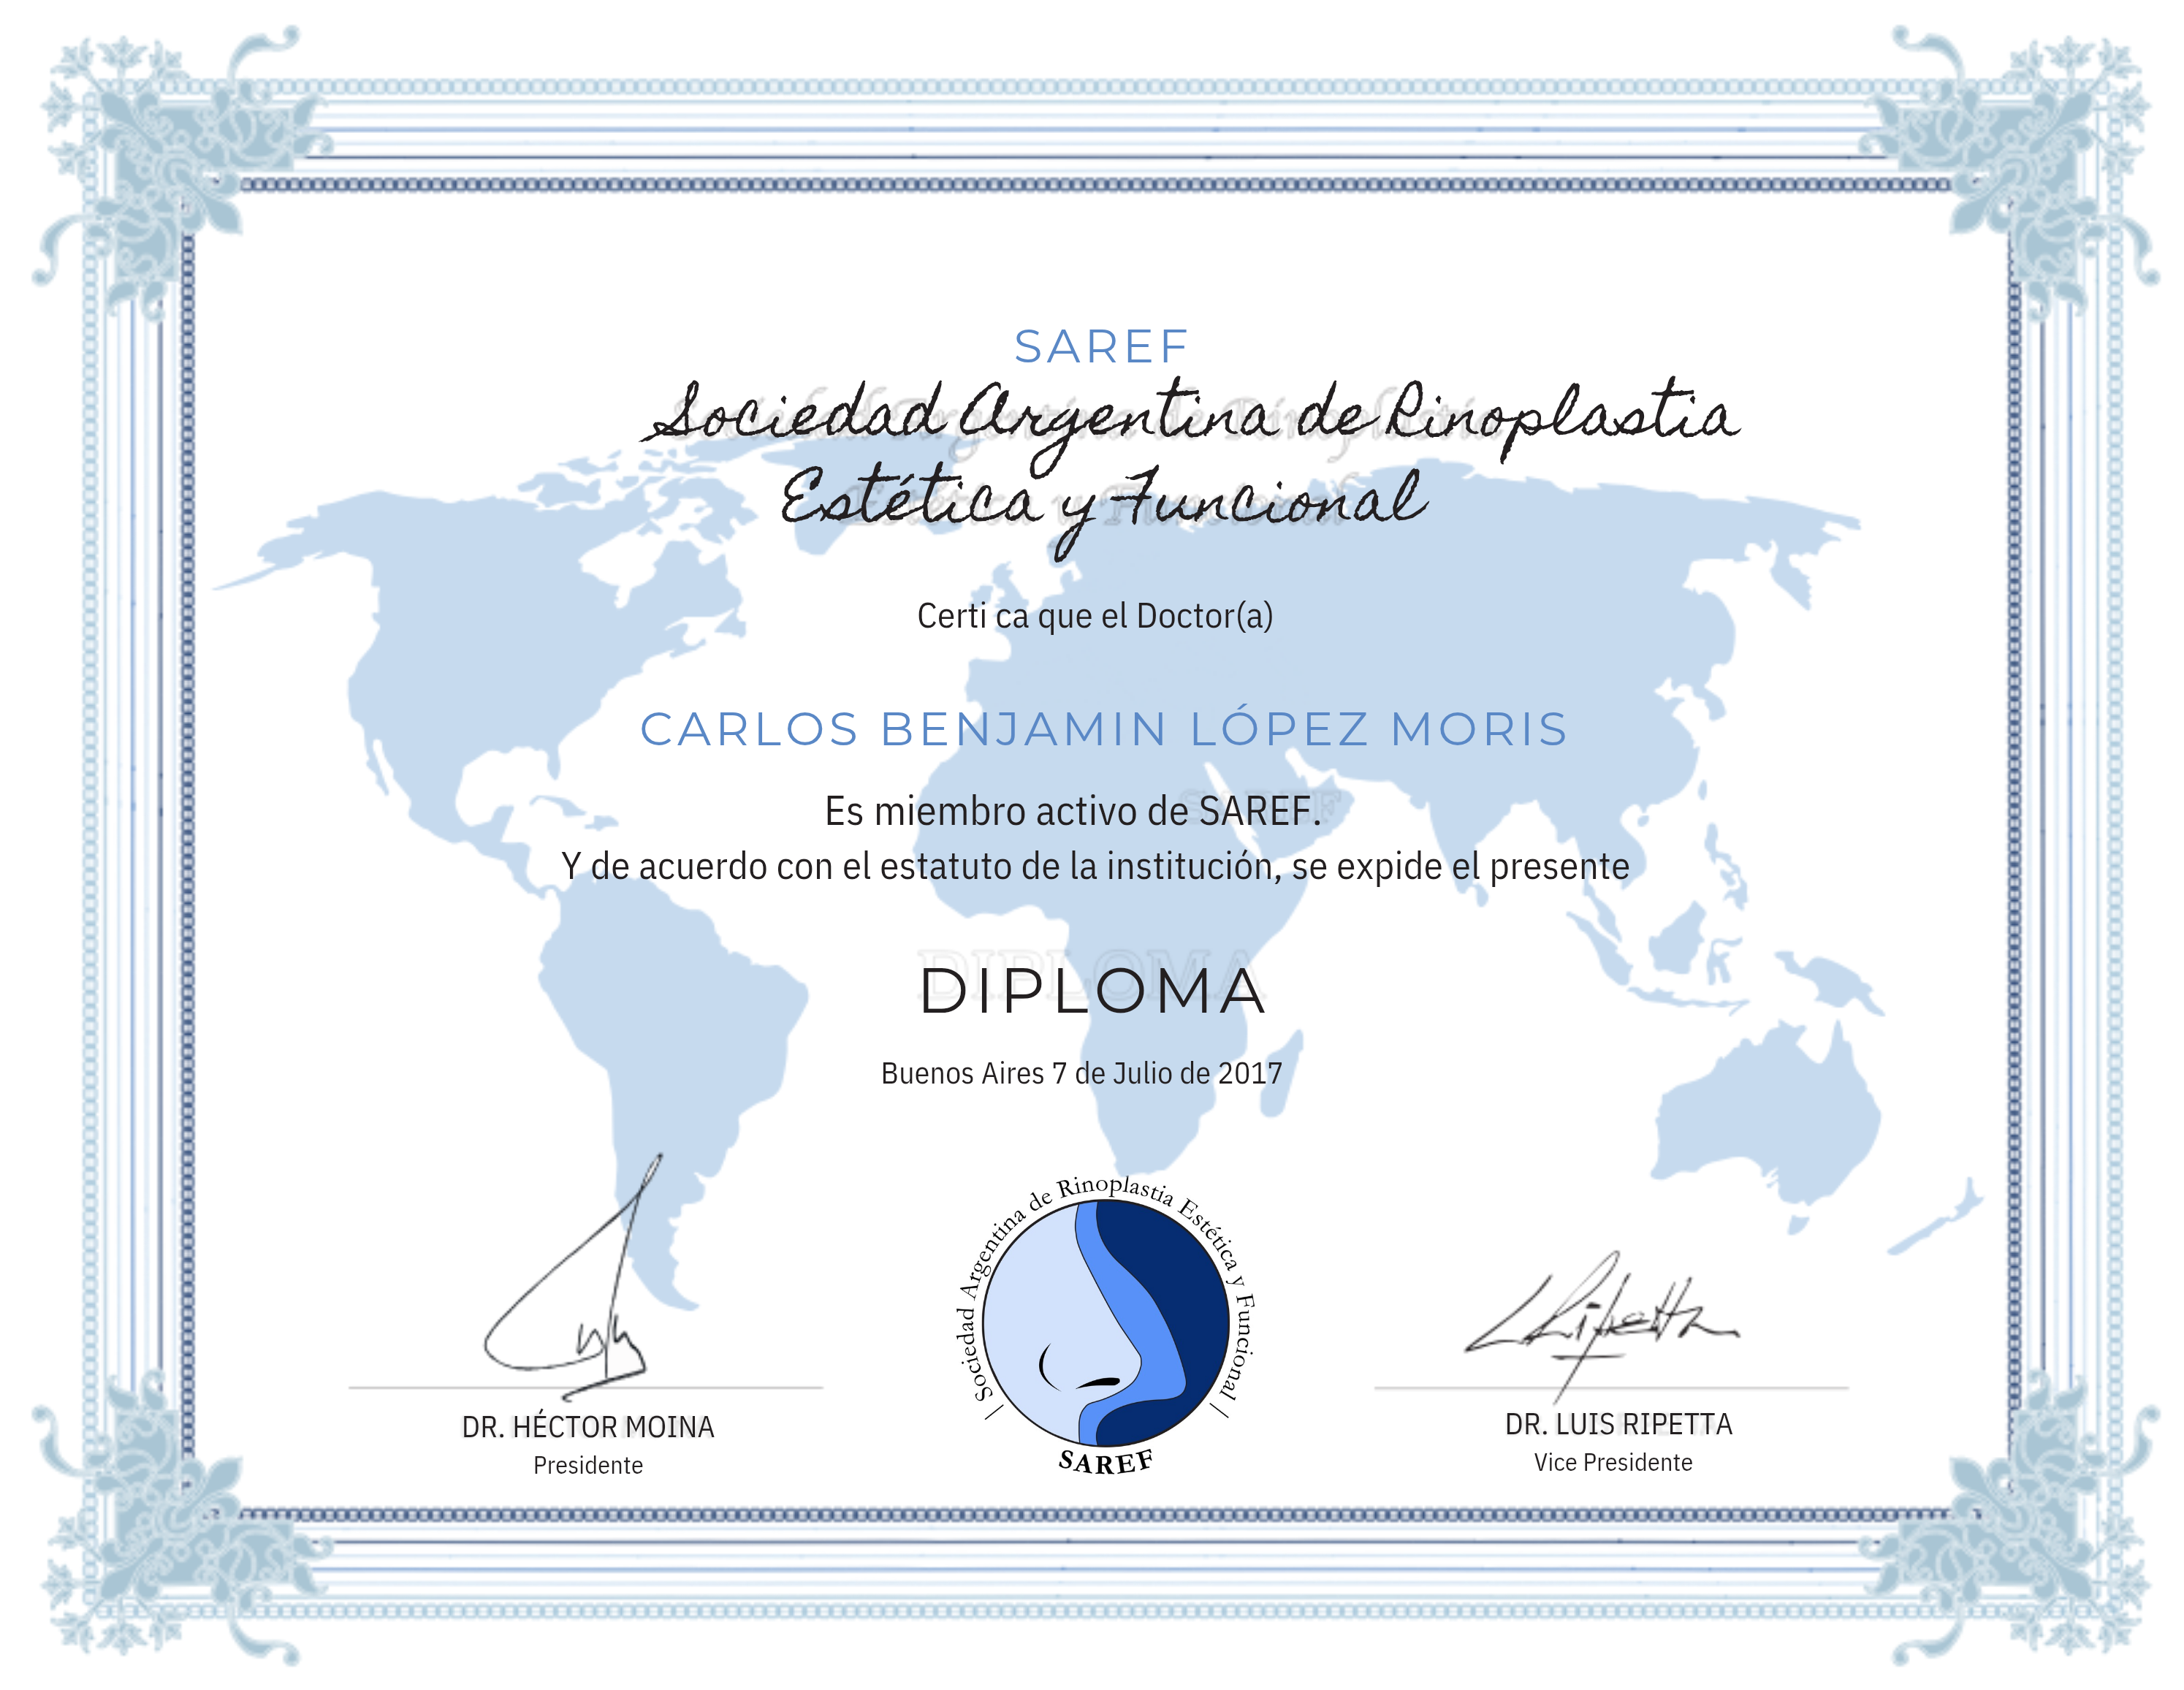 SAREF
Sociedad Argentina de Rinoplastia
Estética y Funcional
Certi ca que el Doctor(a)
CARLOS BENJAMIN LÓPEZ MORIS
Es miembro activo de SAREF.
Y de acuerdo con el estatuto de la institución, se expide el presente
DIPLOMA
Buenos Aires 7 de Julio de 2017
| Sociedad Argentina de Rinoplastia Estética y Funcional |
SAREF
DR. HÉCTOR MOINA
Presidente
LRipetta
DR. LUIS RIPETTA
Vice Presidente